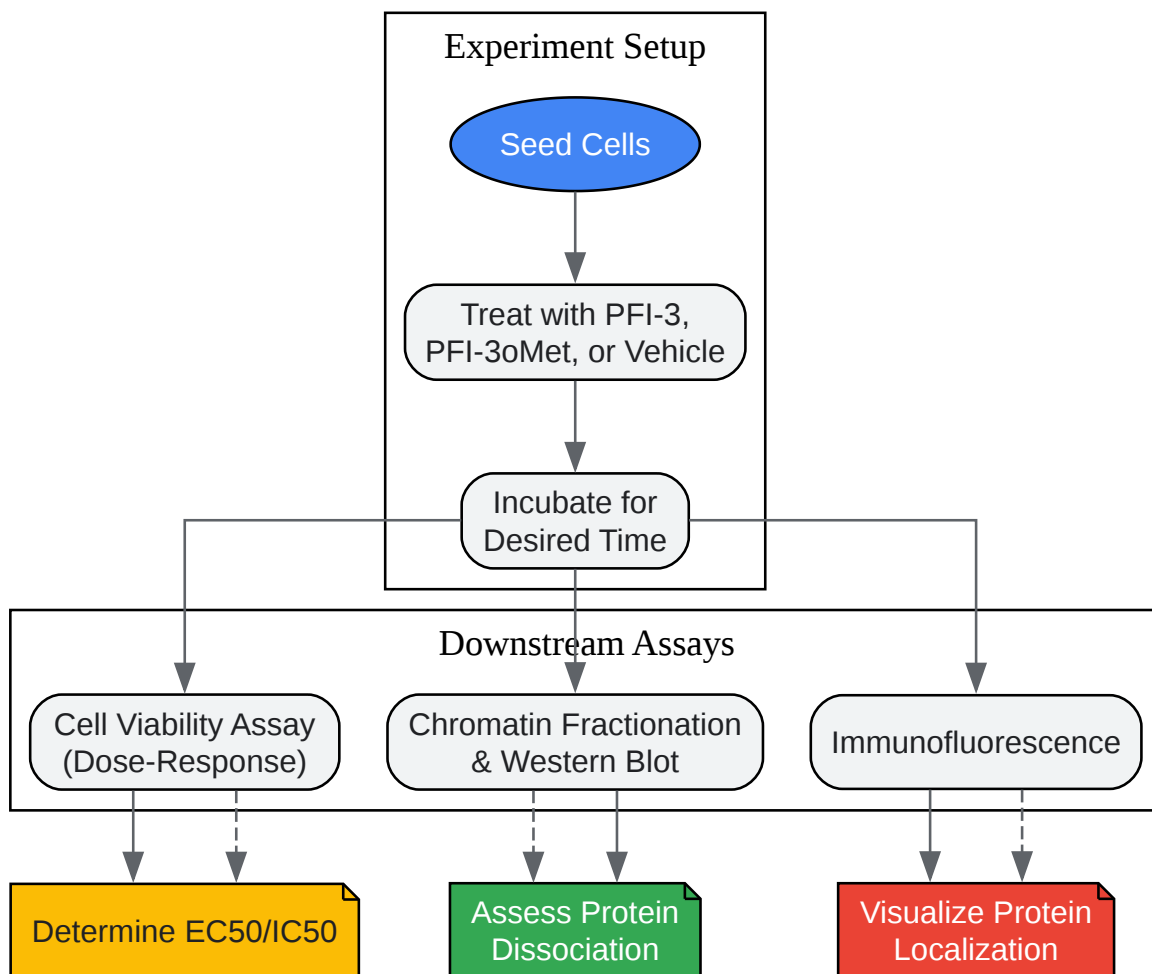 Experiment Setup
Seed Cells
Treat with PFI-3,
PFI-3oMet, or Vehicle
Incubate for
Desired Time
Downstream Assays
Cell Viability Assay
(Dose-Response)
Chromatin Fractionation
& Western Blot
Immunofluorescence
Determine EC50/IC50
Assess Protein
Dissociation
Visualize Protein
Localization